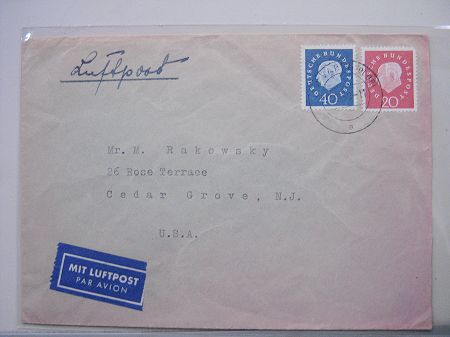 Luftpost
DEUTSCHE BUNDESPOST
40
DEUTSCHE BUNDESPOST
20
Mr. M. Rakowsky
26 Rose Terrace
Cedar Grove, N.J.
U.S.A.
MIT LUFTPOST
PAR AVION